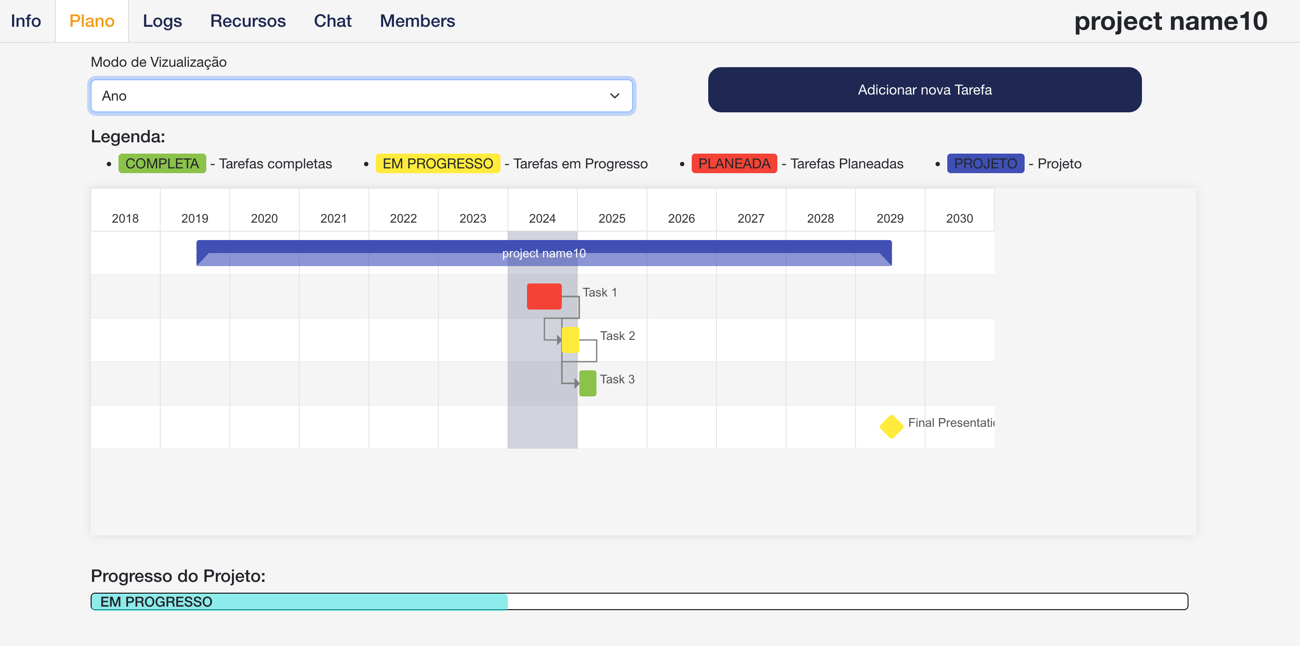 Info Plano Logs Recursos Chat Members project name10
Modo de Vizualização
Ano
Adicionar nova Tarefa
Legenda:
• COMPLETA - Tarefas completas • EM PROGRESSO - Tarefas em Progresso • PLANEADA - Tarefas Planeadas • PROJETO - Projeto
2018 2019 2020 2021 2022 2023 2024 2025 2026 2027 2028 2029 2030
project name10
Task 1
Task 2
Task 3
Final Presentatio
Progresso do Projeto:
EM PROGRESSO